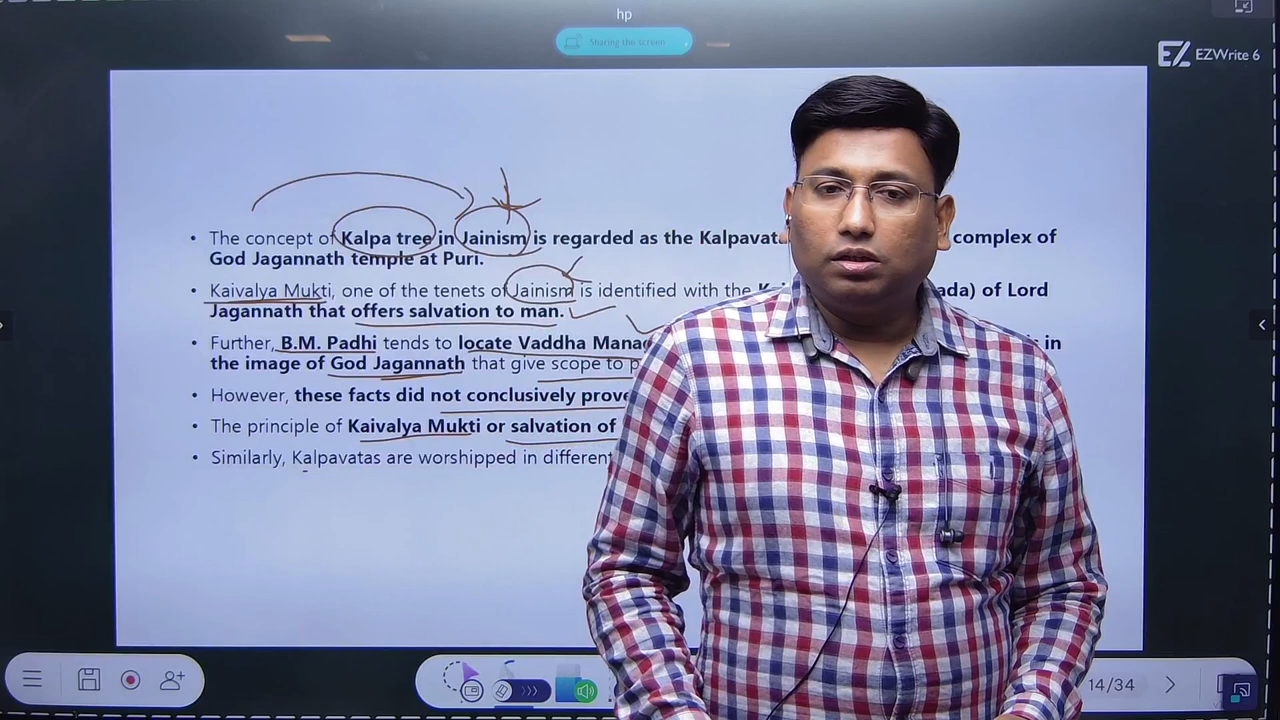 hp
Sharing the screen
EZ EZWrite 6
• The concept of Kalpa tree in Jainism is regarded as the complex of
God Jagannath temple at Puri.
• Kaivalya Mukti, one of the tenets of Jainism is identified with the of Lord
Jagannath that offers salvation to man.
• Further, B.M. Padhi tends to locate Vaddha in
the image of God Jagannath that give scope to
• However, these facts did not conclusively prove
• The principle of Kaivalya Mukti or salvation of
• Similarly, Kalpavatas are worshipped in different
14/34